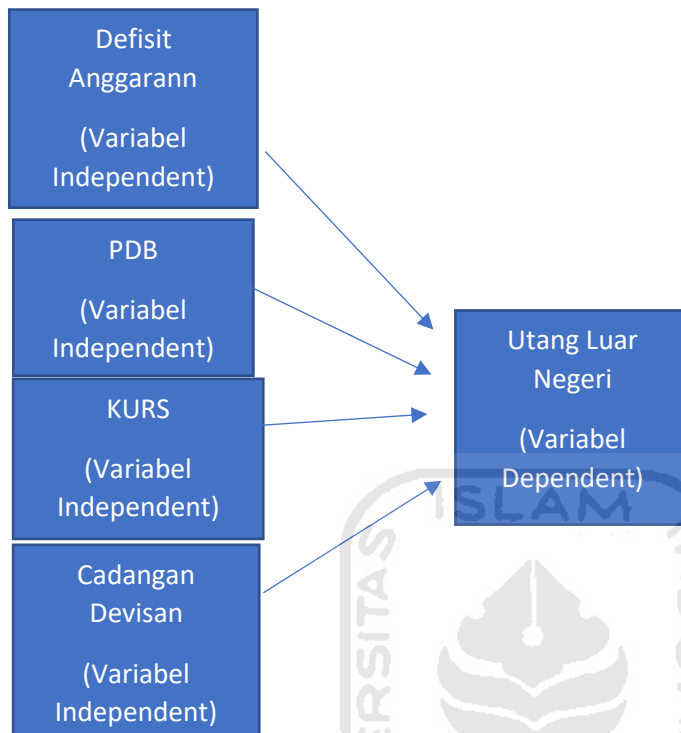 Defisit
Anggarann
(Variabel
Independent)
PDB
(Variabel
Independent)
KURS
(Variabel
Independent)
Cadangan
Devisan
(Variabel
Independent)
Utang Luar
Negeri
(Variabel
Dependent)
ISLAM